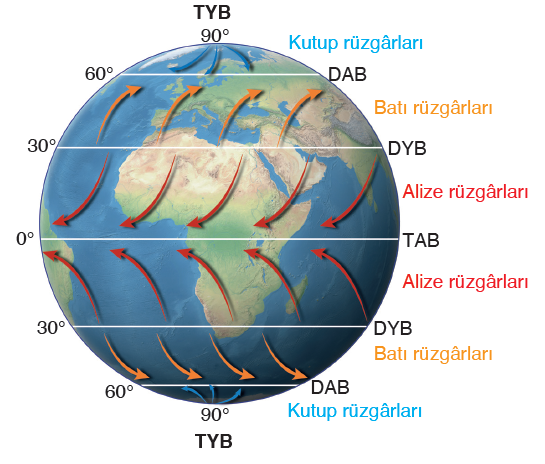 TYB
90°
Kutup rüzgârları
60°
DAB
Batı rüzgârları
30°
DYB
Alize rüzgârları
0°
TAB
Alize rüzgârları
30°
DYB
Batı rüzgârları
60°
DAB
Kutup rüzgârları
90°
TYB